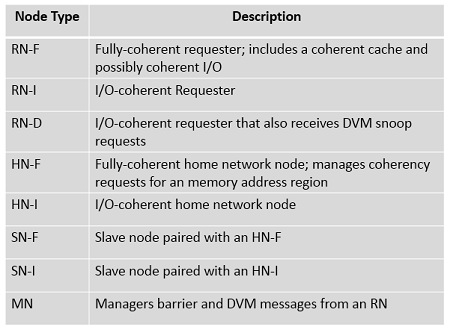 Node Type Description
RN-F Fully-coherent requester; includes a coherent cache and
possibly coherent I/O
RN-I I/O-coherent Requester
RN-D I/O-coherent requester that also receives DVM snoop
requests
HN-F Fully-coherent home network node; manages coherency
requests for an memory address region
HN-I I/O-coherent home network node
SN-F Slave node paired with an HN-F
SN-I Slave node paired with an HN-I
MN Managers barrier and DVM messages from an RN